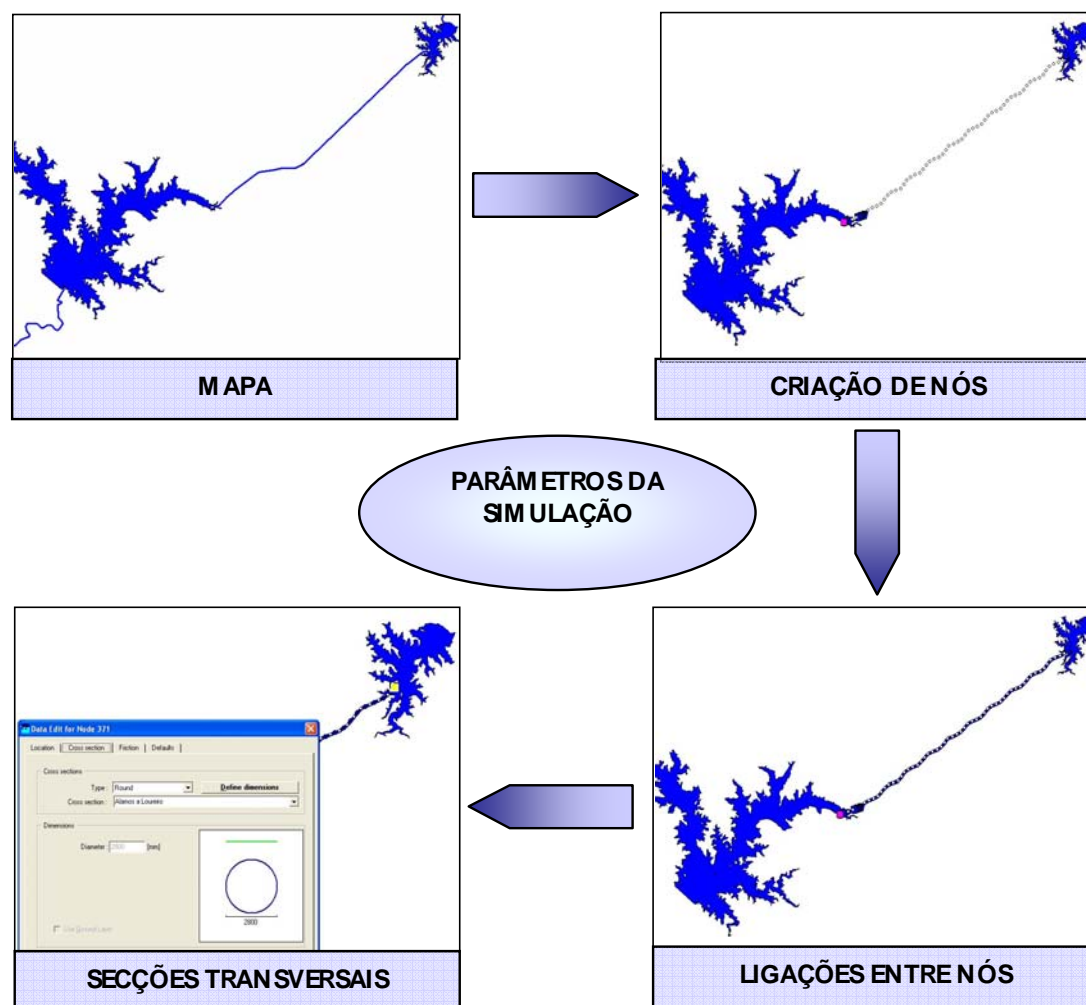 MAPA
CRIAÇÃO DE NÓS
PARÂMETROS DA
SIMULAÇÃO
Data Edit for Node 371
Location | Cross section | Friction | Defaults |
Cross sections
Type : Round Define dimensions
Cross section : Álamos a Loureiro
Dimensions
Diameter : [mm]
2800
SECÇÕES TRANSVERSAIS
LIGAÇÕES ENTRE NÓS